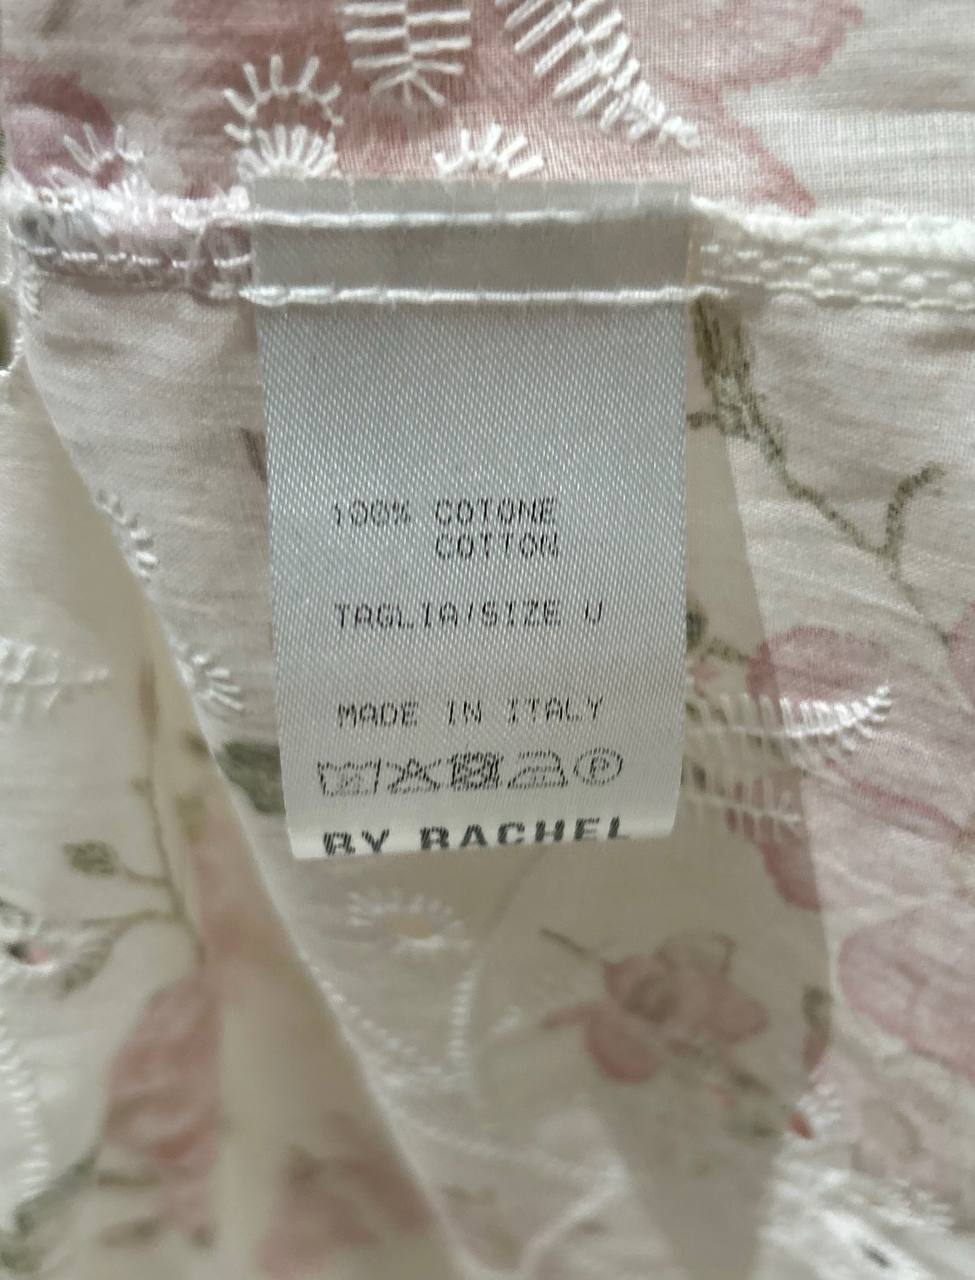 100% COTONE
COTTON
TAGLIA/SIZE U
MADE IN ITALY
BY RACHEL